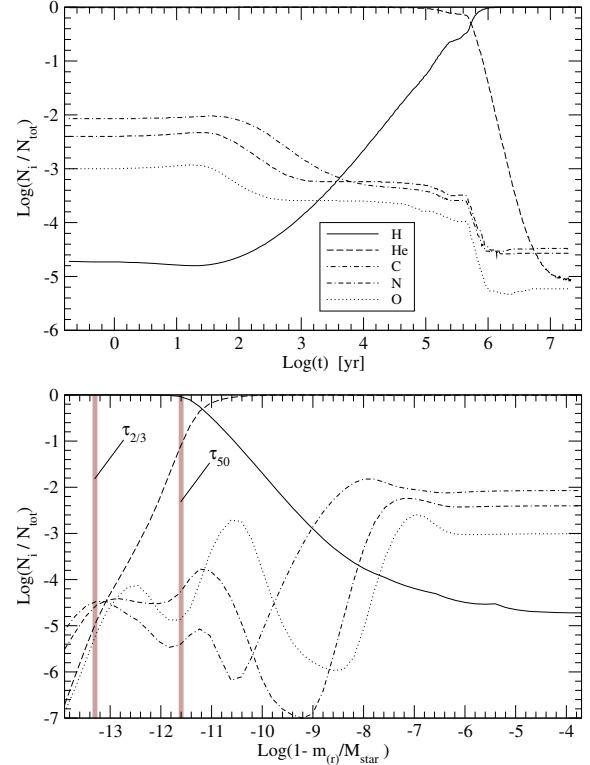 0
-1
-2
-3
-4
-5
-6
Log(N_i / N_tot)
H
He
C
N
O
0 1 2 3 4 5 6 7
Log(t) [yr]
0
-1
-2
-3
-4
-5
-6
-7
Log(N_i / N_tot)
τ_2/3
τ_50
-13 -12 -11 -10 -9 -8 -7 -6 -5 -4
Log(1- m_(r)/M_star )